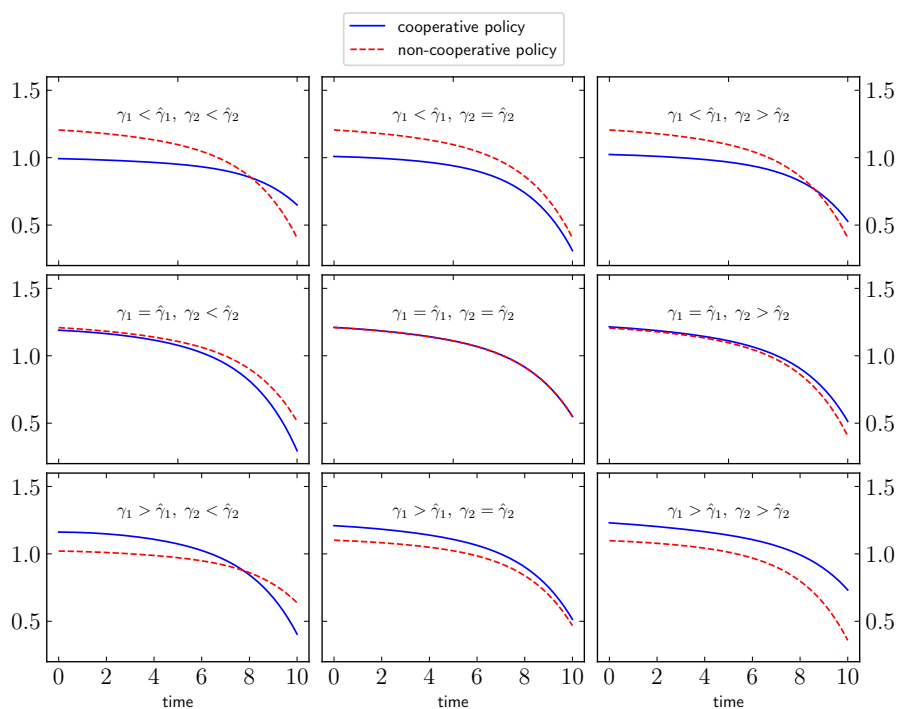 cooperative policy
non-cooperative policy
γ₁ < γ̂₁, γ₂ < γ̂₂
γ₁ < γ̂₁, γ₂ = γ̂₂
γ₁ < γ̂₁, γ₂ > γ̂₂
1.5 1.5
1.0 1.0
0.5 0.5
γ₁ = γ̂₁, γ₂ < γ̂₂
γ₁ = γ̂₁, γ₂ = γ̂₂
γ₁ = γ̂₁, γ₂ > γ̂₂
1.5 1.5
1.0 1.0
0.5 0.5
γ₁ > γ̂₁, γ₂ < γ̂₂
γ₁ > γ̂₁, γ₂ = γ̂₂
γ₁ > γ̂₁, γ₂ > γ̂₂
1.5 1.5
1.0 1.0
0.5 0.5
0 2 4 6 8 10 0 2 4 6 8 10 0 2 4 6 8 10
time time time